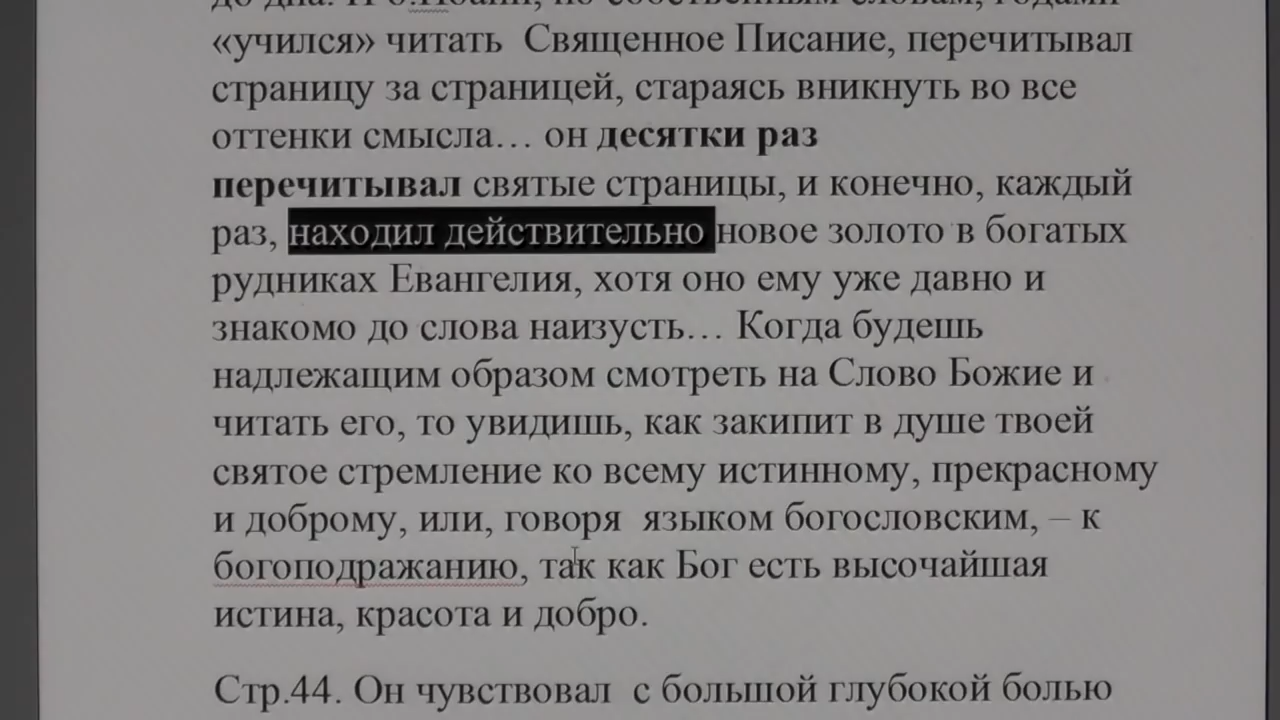 «учился» читать  Священное Писание, перечитывал
страницу за страницей, стараясь вникнуть во все
оттенки смысла… он десятки раз
перечитывал святые страницы, и конечно, каждый
раз, находил действительно новое золото в богатых
рудниках Евангелия, хотя оно ему уже давно и
знакомо до слова наизусть… Когда будешь
надлежащим образом смотреть на Слово Божие и
читать его, то увидишь, как закипит в душе твоей
святое стремление ко всему истинному, прекрасному
и доброму, или, говоря  языком богословским, – к
богоподражанию, так как Бог есть высочайшая
истина, красота и добро.
Стр.44. Он чувствовал  с большой глубокой болью